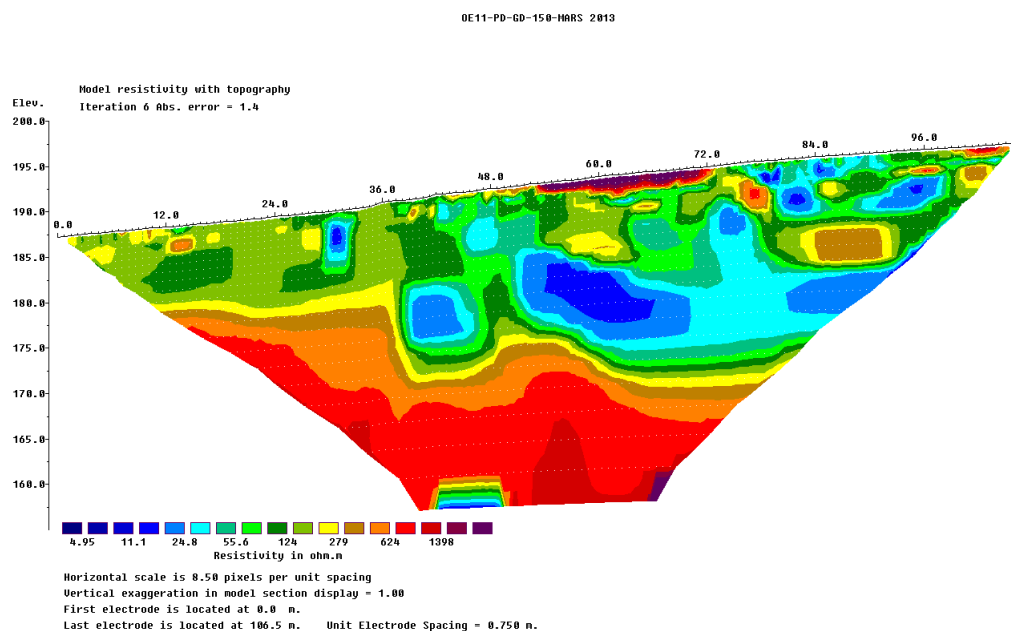 OE11-PD-GD-150-MARS 2013
Model resistivity with topography
Iteration 6 Abs. error = 1.4
Elev.
200.0
195.0
190.0
185.0
180.0
175.0
170.0
165.0
160.0
0.0 12.0 24.0 36.0 48.0 60.0 72.0 84.0 96.0
4.95 11.1 24.8 55.6 124 279 624 1398
Resistivity in ohm.m
Horizontal scale is 8.50 pixels per unit spacing
Vertical exaggeration in model section display = 1.00
First electrode is located at 0.0 m.
Last electrode is located at 106.5 m. Unit Electrode Spacing = 0.750 m.